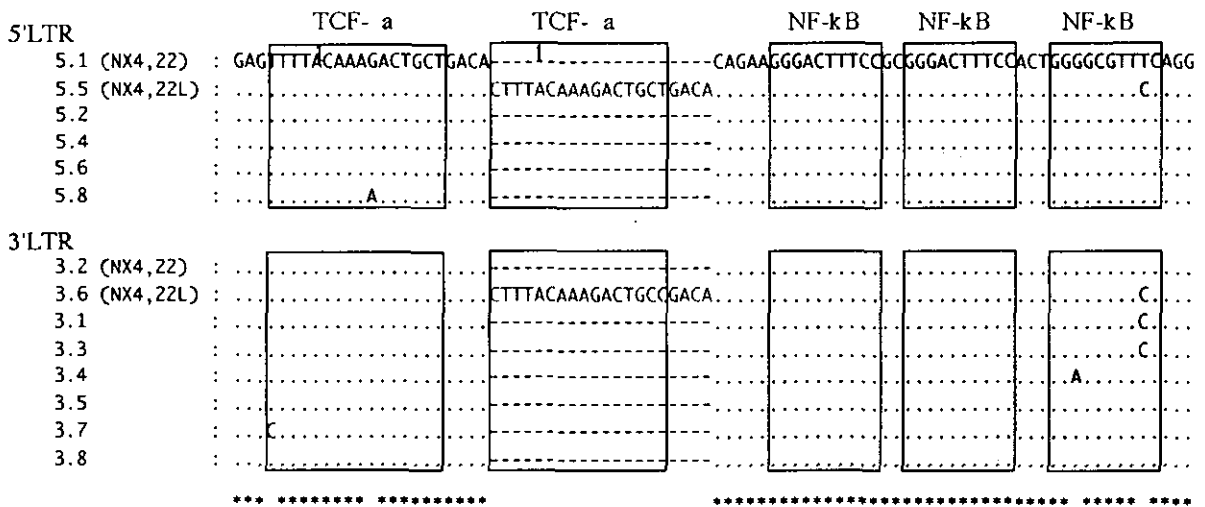 TCF- a TCF- a NF-kB NF-kB NF-kB
5'LTR
5.1 (NX4,22) : GAGTTTTACAAAGACTGCTGACA--------------------CAGAAGGGACTTTCCGCGGGACTTTCCACTGGGGCGTTTCAGG
5.5 (NX4,22L) : .......................CTTTACAAAGACTGCTGACA......................................C....
5.2 : .......................--------------------...........................................
5.4 : .......................--------------------...........................................
5.6 : .......................--------------------...........................................
5.8 : ............A..........--------------------...........................................
3'LTR
3.2 (NX4,22) : .......................--------------------...........................................
3.6 (NX4,22L) : .......................CTTTACAAAGACTGCCGACA......................................C....
3.1 : .......................--------------------......................................C....
3.3 : .......................--------------------......................................C....
3.4 : .......................--------------------................................A..........
3.5 : .......................--------------------...........................................
3.7 : ...C...................--------------------...........................................
3.8 : .......................--------------------...........................................
*** ******** **********                    ******************************** ***** ****